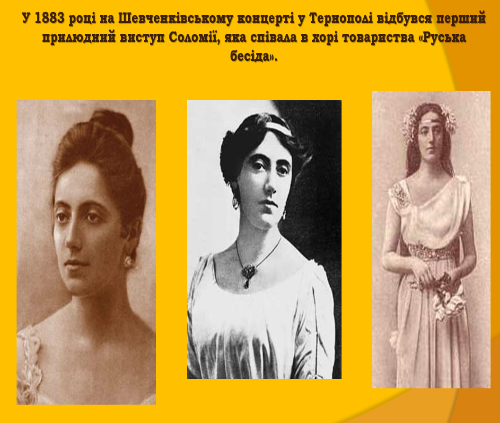 У 1883 році на Шевченківському концерті у Тернополі відбувся перший
прилюдний виступ Соломії, яка співала в хорі товариства «Руська
бесіда».